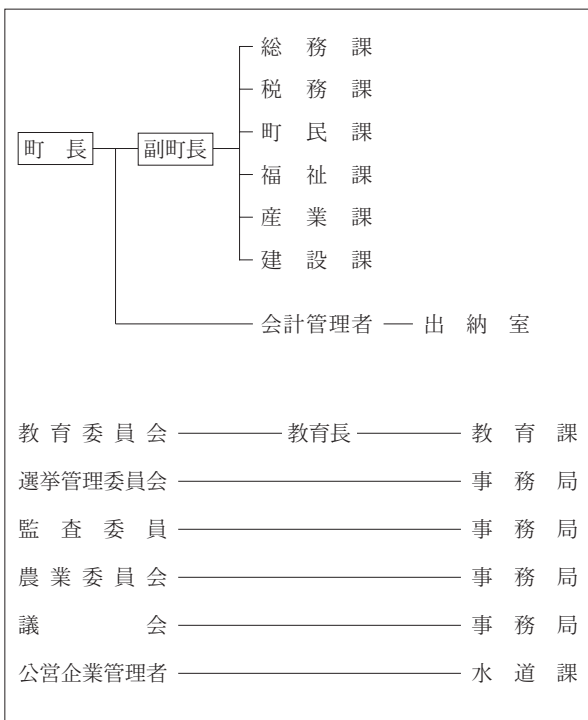 総務課
税務課
町長 副町長 町民課
福祉課
産業課
建設課
会計管理者 出納室
教育委員会 教育長 教育課
選挙管理委員会 事務局
監査委員 事務局
農業委員会 事務局
議会 事務局
公営企業管理者 水道課